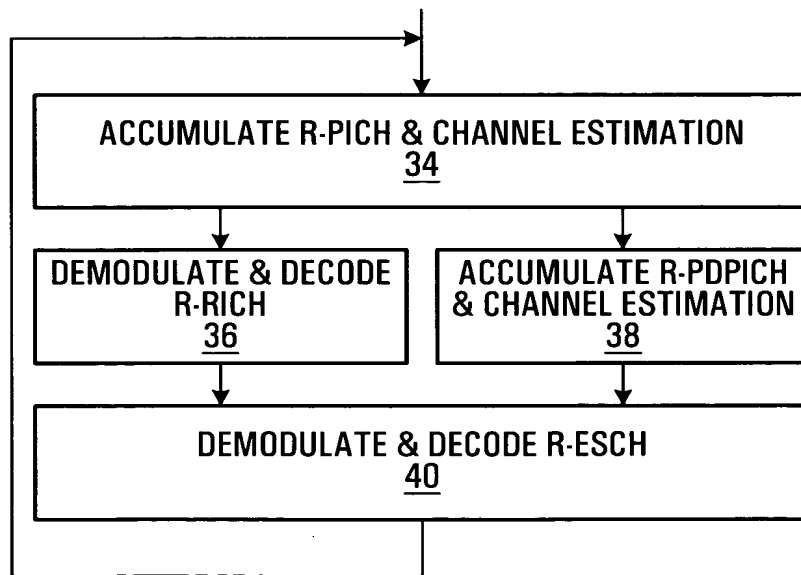 ACCUMULATE R-PICH & CHANNEL ESTIMATION
34
DEMODULATE & DECODE
R-RICH
36
ACCUMULATE R-PDPICH
& CHANNEL ESTIMATION
38
DEMODULATE & DECODE R-ESCH
40